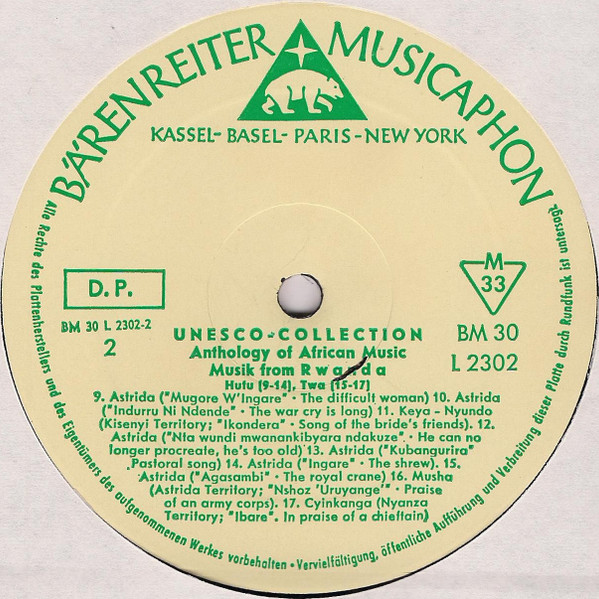 BÄRENREITER MUSICAPHON
KASSEL- BASEL- PARIS - NEW YORK
D. P.
BM 30 L 2302-2
2
M
33
BM 30
L 2302
UNESCO-COLLECTION
Anthology of African Music
Musik from Rwanda
Hutu (9-14), Twa (15-17)
9. Astrida ("Mugore W'Ingare" - The difficult woman) 10. Astrida
("Indurru Ni Ndende" - The war cry is long) 11. Keya - Nyundo
(Kisenyi Territory; "Ikondera" - Song of the bride's friends). 12.
Astrida ("Nta wundi mwanankibyara ndakuze" - He can no
longer procreate, he's too old) 13. Astrida ("Kubangurira"
Pastoral song) 14. Astrida ("Ingare" - The shrew). 15.
Astrida ("Agasambi" - The royal crane) 16. Musha
(Astrida Territory; "Nshoz 'Uruyange'" - Praise
of an army corps). 17. Cyinkanga (Nyanza
Territory; "Ibare". In praise of a chieftain)
Alle Rechte des Plattenherstellers und des Eigentümers des aufgenommenen Werkes vorbehalten - Vervielfältigung, öffentliche Aufführung und Verbreitung dieser Platte durch Rundfunk ist untersagt.